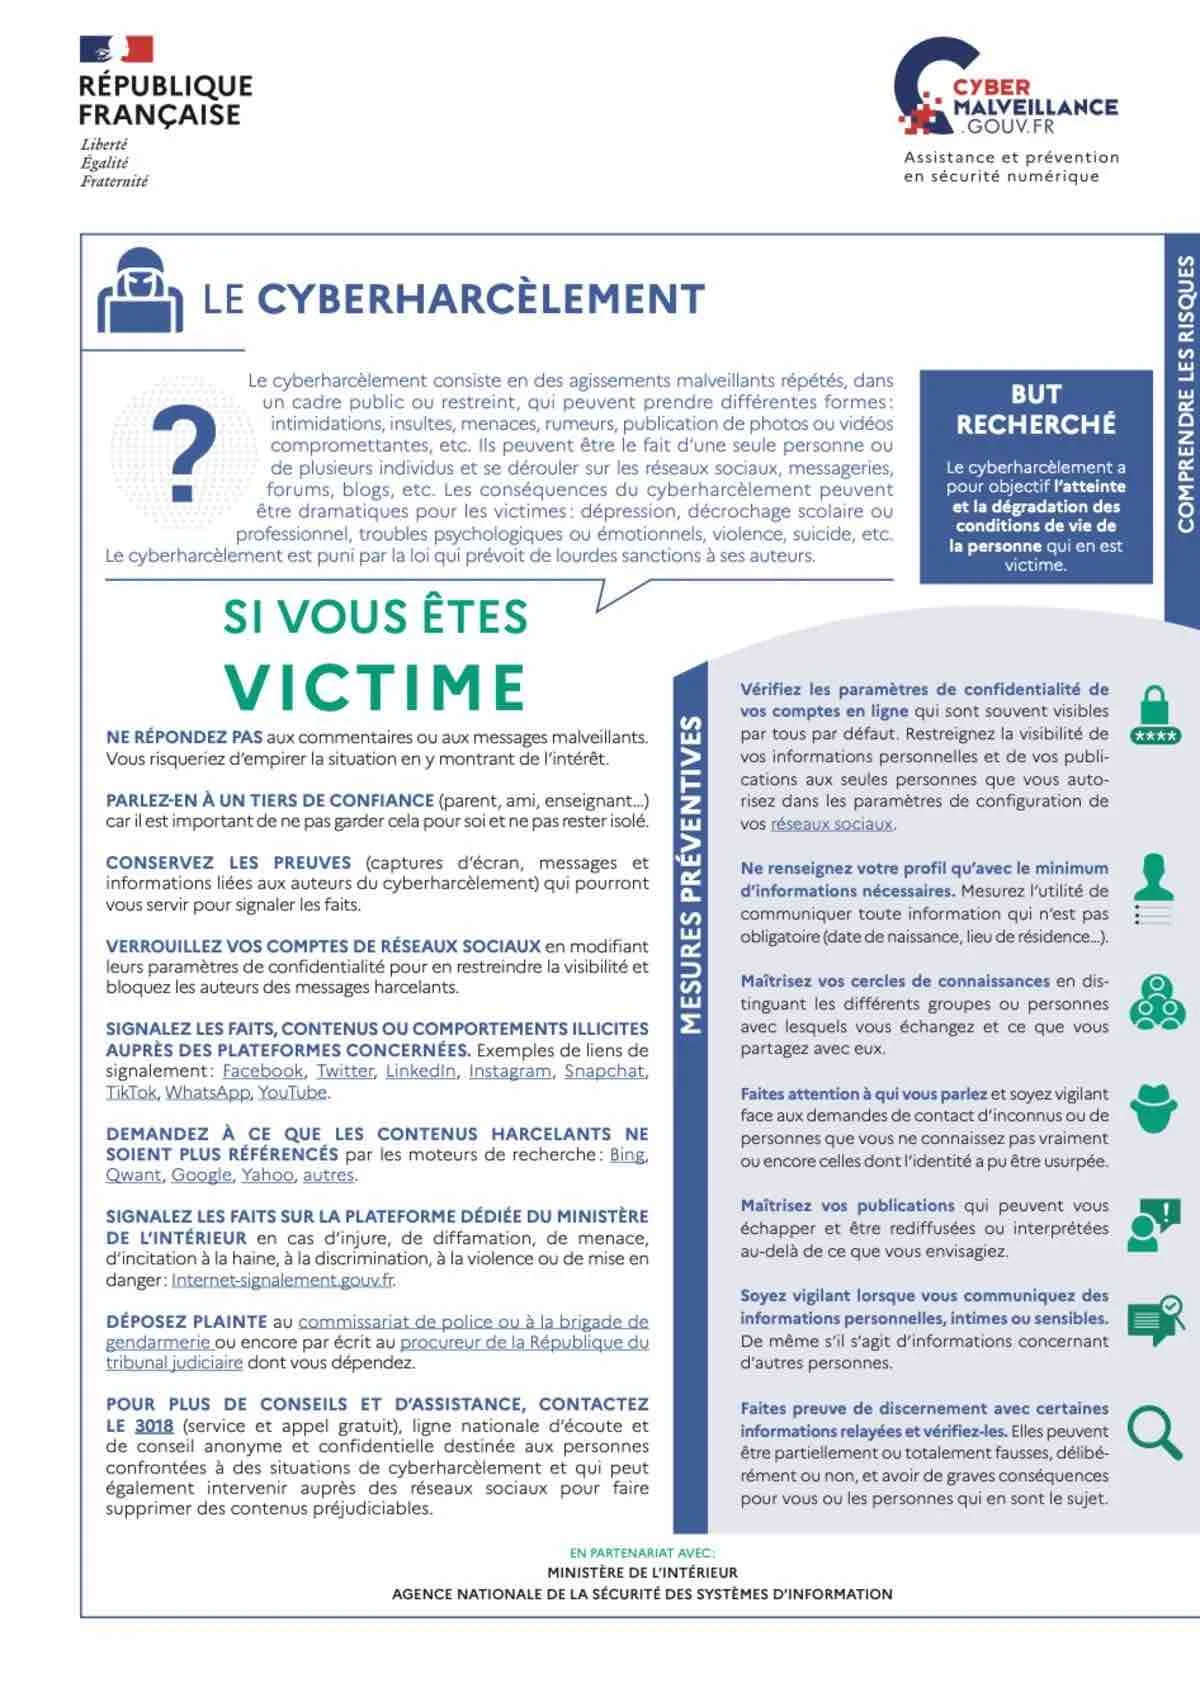 RÉPUBLIQUE
FRANÇAISE
Liberté
Égalité
Fraternité
CYBER
MALVEILLANCE
.GOUV.FR
Assistance et prévention
en sécurité numérique
LE CYBERHARCÈLEMENT
COMPRENDRE LES RISQUES
?
Le cyberharcèlement consiste en des agissements malveillants répétés, dans
un cadre public ou restreint, qui peuvent prendre différentes formes :
intimidations, insultes, menaces, rumeurs, publication de photos ou vidéos
compromettantes, etc. Ils peuvent être le fait d’une seule personne ou
de plusieurs individus et se dérouler sur les réseaux sociaux, messageries,
forums, blogs, etc. Les conséquences du cyberharcèlement peuvent
être dramatiques pour les victimes : dépression, décrochage scolaire ou
professionnel, troubles psychologiques ou émotionnels, violence, suicide, etc.
Le cyberharcèlement est puni par la loi qui prévoit de lourdes sanctions à ses auteurs.
BUT
RECHERCHÉ
Le cyberharcèlement a
pour objectif l’atteinte
et la dégradation des
conditions de vie de
la personne qui en est
victime.
SI VOUS ÊTES
VICTIME
NE RÉPONDEZ PAS aux commentaires ou aux messages malveillants.
Vous risqueriez d’empirer la situation en y montrant de l’intérêt.
PARLEZ-EN À UN TIERS DE CONFIANCE (parent, ami, enseignant…)
car il est important de ne pas garder cela pour soi et ne pas rester isolé.
CONSERVEZ LES PREUVES (captures d’écran, messages et
informations liées aux auteurs du cyberharcèlement) qui pourront
vous servir pour signaler les faits.
VERROUILLEZ VOS COMPTES DE RÉSEAUX SOCIAUX en modifiant
leurs paramètres de confidentialité pour en restreindre la visibilité et
bloquez les auteurs des messages harcelants.
SIGNALEZ LES FAITS, CONTENUS OU COMPORTEMENTS ILLICITES
AUPRÈS DES PLATEFORMES CONCERNÉES. Exemples de liens de
signalement : Facebook, Twitter, LinkedIn, Instagram, Snapchat,
TikTok, WhatsApp, YouTube.
DEMANDEZ À CE QUE LES CONTENUS HARCELANTS NE
SOIENT PLUS RÉFÉRENCÉS par les moteurs de recherche : Bing,
Qwant, Google, Yahoo, autres.
SIGNALEZ LES FAITS SUR LA PLATEFORME DÉDIÉE DU MINISTÈRE
DE L’INTÉRIEUR en cas d’injure, de diffamation, de menace,
d’incitation à la haine, à la discrimination, à la violence ou de mise en
danger : Internet-signalement.gouv.fr.
DÉPOSEZ PLAINTE au commissariat de police ou à la brigade de
gendarmerie ou encore par écrit au procureur de la République du
tribunal judiciaire dont vous dépendez.
POUR PLUS DE CONSEILS ET D’ASSISTANCE, CONTACTEZ
LE 3018 (service et appel gratuit), ligne nationale d’écoute et
de conseil anonyme et confidentielle destinée aux personnes
confrontées à des situations de cyberharcèlement et qui peut
également intervenir auprès des réseaux sociaux pour faire
supprimer des contenus préjudiciables.
MESURES PRÉVENTIVES
Vérifiez les paramètres de confidentialité de
vos comptes en ligne qui sont souvent visibles
par tous par défaut. Restreignez la visibilité de
vos informations personnelles et de vos publi-
cations aux seules personnes que vous auto-
risez dans les paramètres de configuration de
vos réseaux sociaux.
****
Ne renseignez votre profil qu’avec le minimum
d’informations nécessaires. Mesurez l’utilité de
communiquer toute information qui n’est pas
obligatoire (date de naissance, lieu de résidence…).
Maîtrisez vos cercles de connaissances en dis-
tinguant les différents groupes ou personnes
avec lesquels vous échangez et ce que vous
partagez avec eux.
Faites attention à qui vous parlez et soyez vigilant
face aux demandes de contact d’inconnus ou de
personnes que vous ne connaissez pas vraiment
ou encore celles dont l’identité a pu être usurpée.
Maîtrisez vos publications qui peuvent vous
échapper et être rediffusées ou interprétées
au-delà de ce que vous envisagiez.
!
Soyez vigilant lorsque vous communiquez des
informations personnelles, intimes ou sensibles.
De même s’il s’agit d’informations concernant
d’autres personnes.
Faites preuve de discernement avec certaines
informations relayées et vérifiez-les. Elles peuvent
être partiellement ou totalement fausses, délibé-
rément ou non, et avoir de graves conséquences
pour vous ou les personnes qui en sont le sujet.
EN PARTENARIAT AVEC :
MINISTÈRE DE L’INTÉRIEUR
AGENCE NATIONALE DE LA SÉCURITÉ DES SYSTÈMES D’INFORMATION